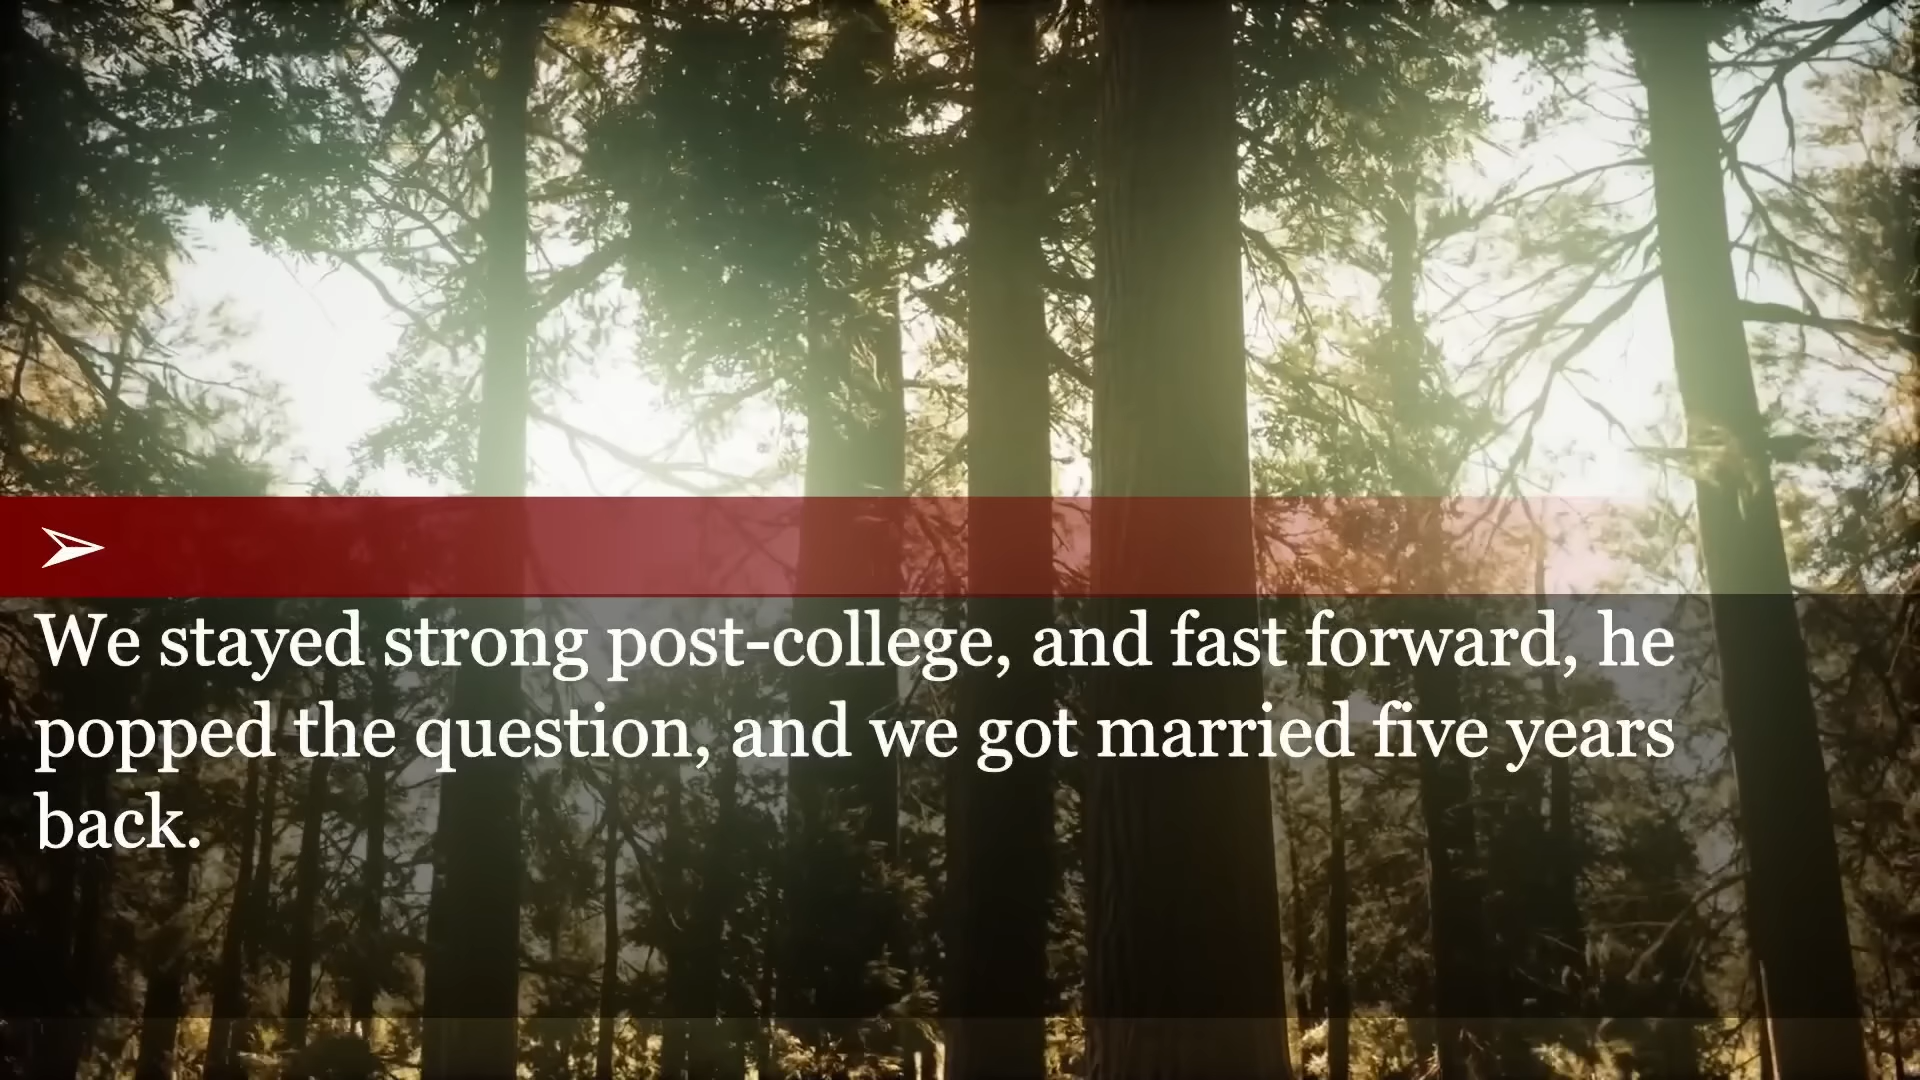 We stayed strong post-college, and fast forward, he
popped the question, and we got married five years
back.